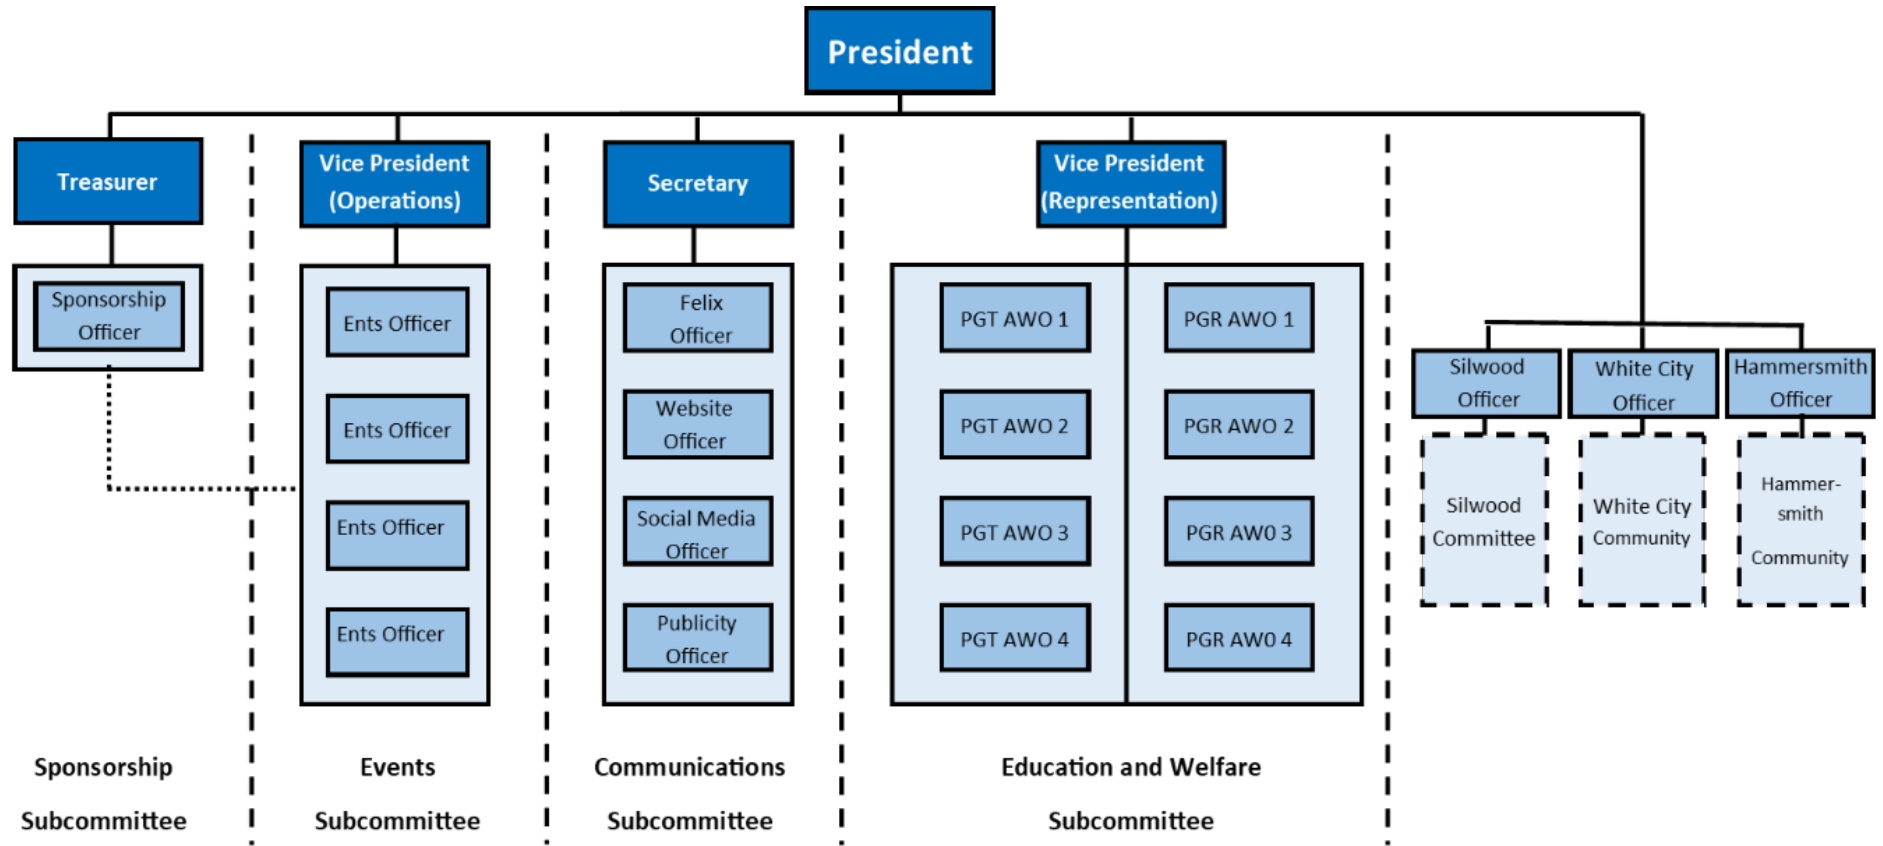 President
Treasurer
Vice President
(Operations)
Secretary
Vice President
(Representation)
Sponsorship
Officer
Ents Officer
Ents Officer
Ents Officer
Ents Officer
Felix
Officer
Website
Officer
Social Media
Officer
Publicity
Officer
PGT AWO 1
PGR AWO 1
PGT AWO 2
PGR AWO 2
PGT AWO 3
PGR AW0 3
PGT AWO 4
PGR AW0 4
Silwood
Officer
White City
Officer
Hammersmith
Officer
Silwood
Committee
White City
Community
Hammer-
smith
Community
Sponsorship
Subcommittee
Events
Subcommittee
Communications
Subcommittee
Education and Welfare
Subcommittee